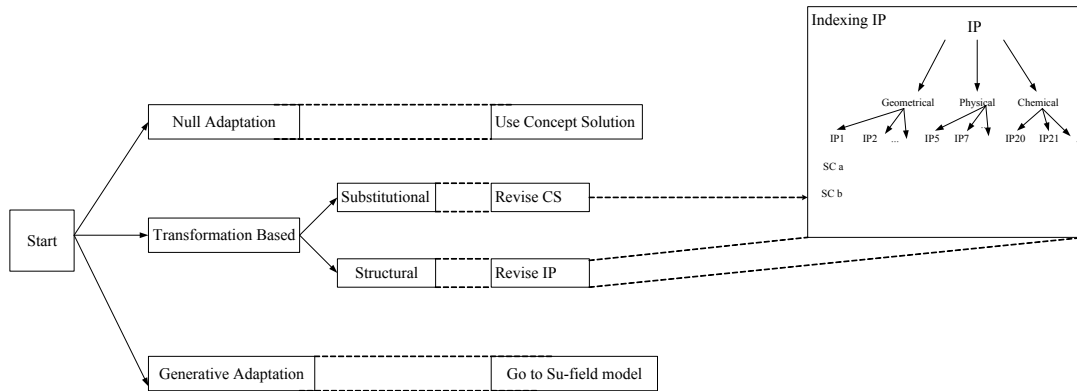 Indexing IP
IP
Geometrical Physical Chemical
...
IP1 IP2 ... IP5 IP7 IP20 IP21
SC a
SC b
Null Adaptation Use Concept Solution
Substitutional Revise CS
Start Transformation Based
Structural Revise IP
Generative Adaptation Go to Su-field model